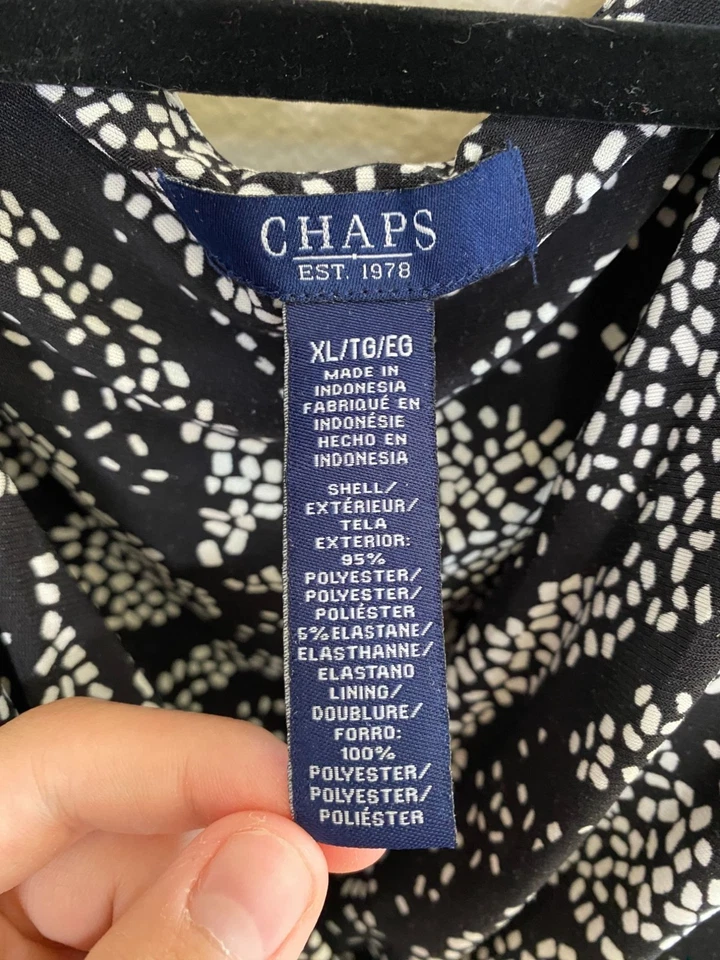 CHAPS
EST. 1978
XL/TG/EG
MADE IN
INDONESIA
FABRIQUÉ EN
INDONÉSIE
HECHO EN
INDONESIA
SHELL/
EXTÉRIEUR/
TELA
EXTERIOR:
95%
POLYESTER/
POLYESTER/
POLIÉSTER
5%ELASTANE/
ELASTHANNE/
ELASTANO
LINING/
DOUBLURE/
FORRO:
100%
POLYESTER/
POLYESTER/
POLIÉSTER